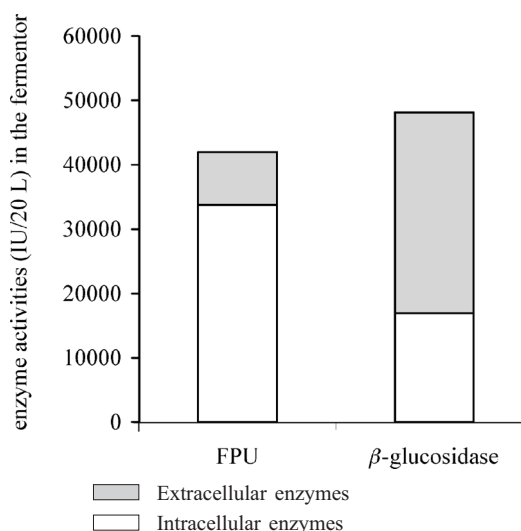 enzyme activities (IU/20 L) in the fermentor
60000
50000
40000
30000
20000
10000
0
FPU β-glucosidase
Extracellular enzymes
Intracellular enzymes